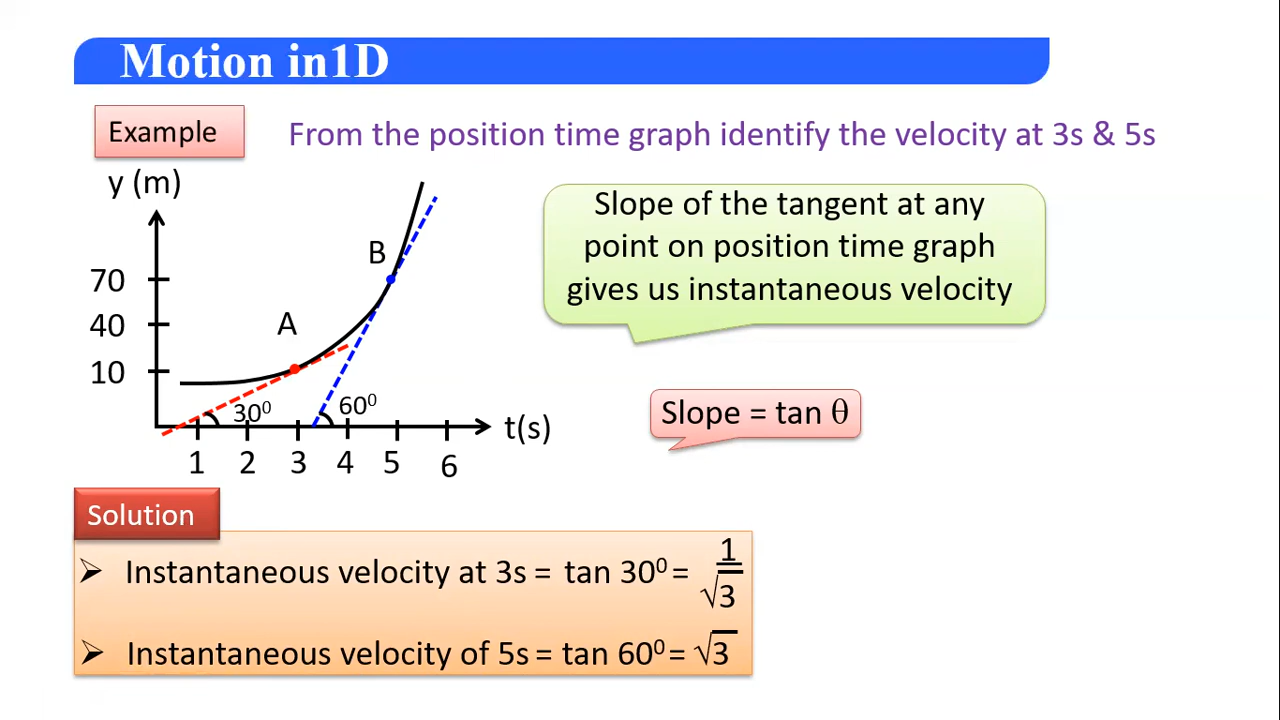 Motion in1D
Example
From the position time graph identify the velocity at 3s & 5s
y (m)
Slope of the tangent at any
point on position time graph
gives us instantaneous velocity
B
70
A
40
10
30⁰
60⁰
t(s)
1 2 3 4 5 6
Slope = tan θ
Solution
➢ Instantaneous velocity at 3s = tan 30⁰ = 1/√3
➢ Instantaneous velocity of 5s = tan 60⁰ = √3